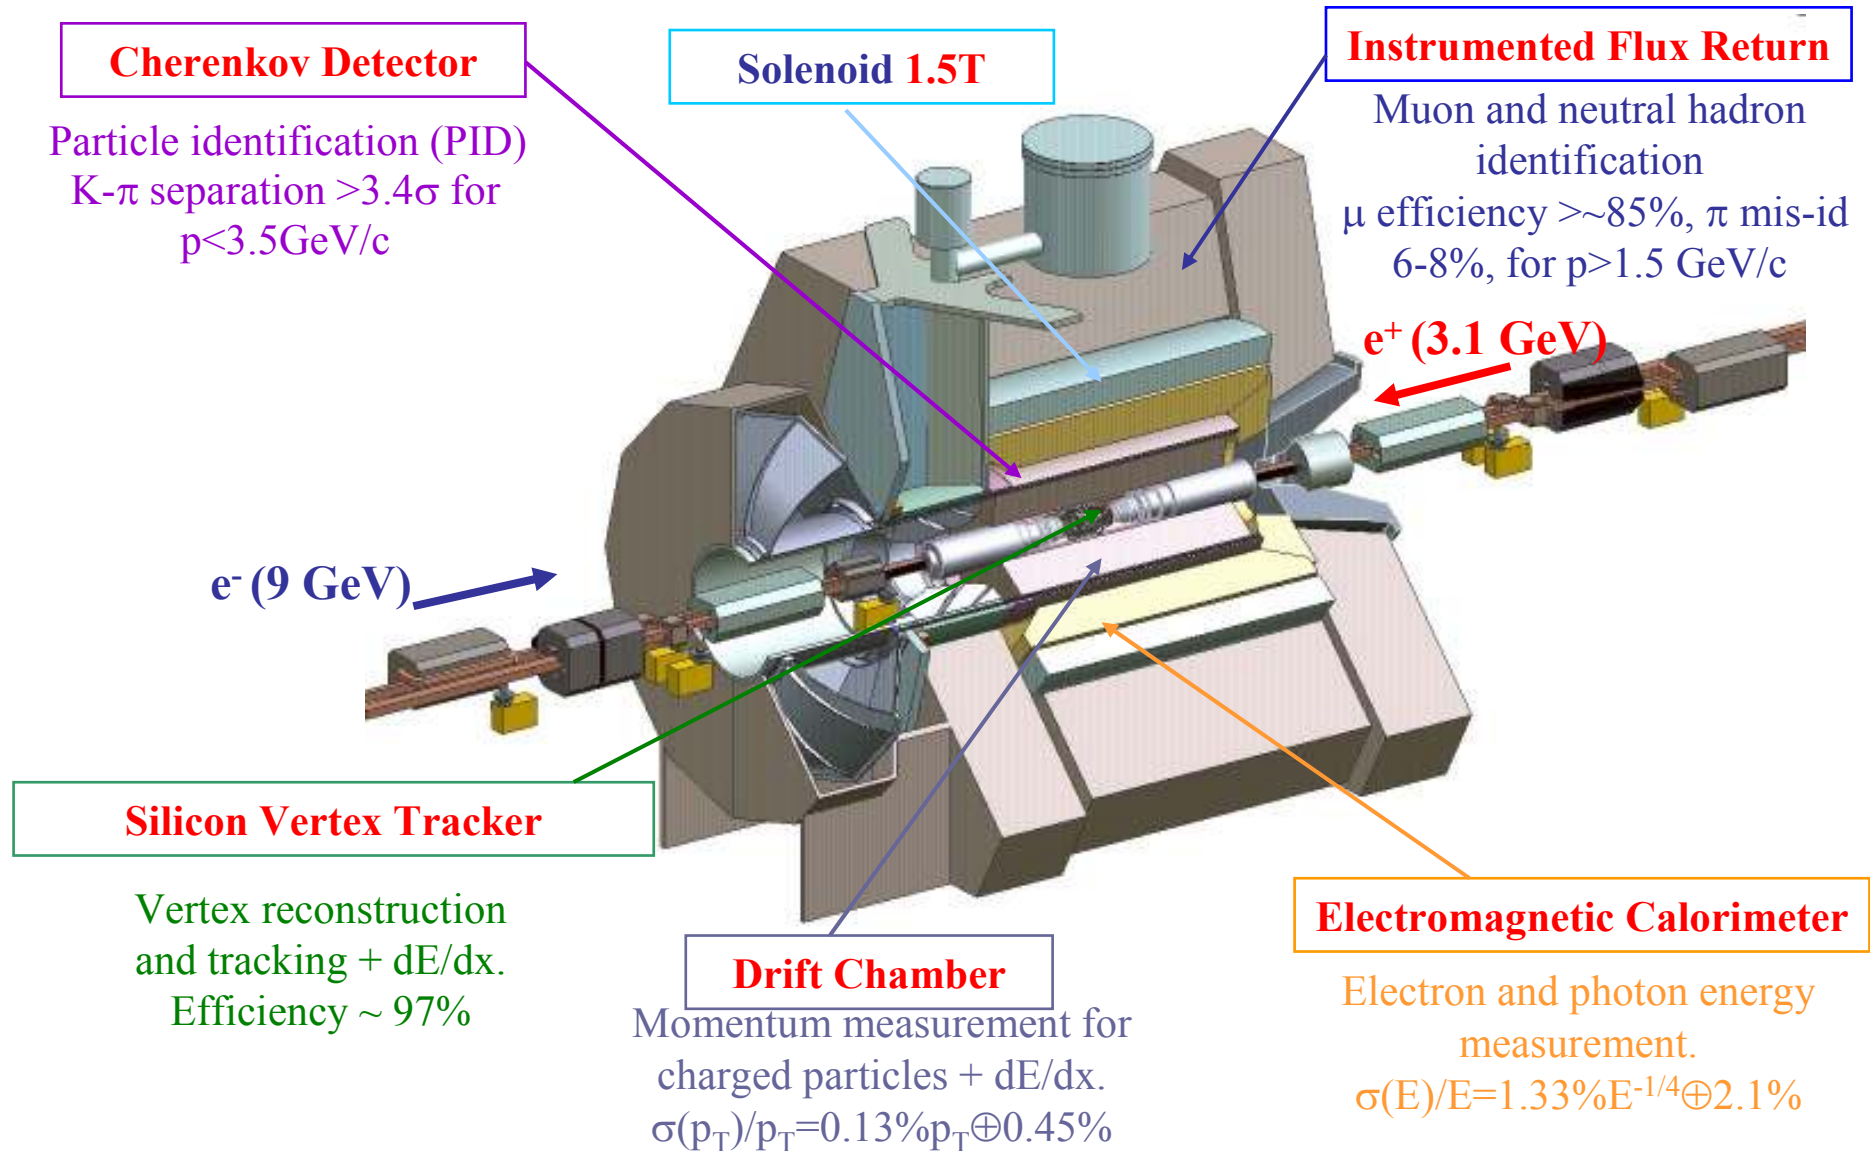 Cherenkov Detector
Particle identification (PID)
K-π separation >3.4σ for
p<3.5GeV/c
Solenoid 1.5T
Instrumented Flux Return
Muon and neutral hadron
identification
μ efficiency >~85%, π mis-id
6-8%, for p>1.5 GeV/c
e⁺ (3.1 GeV)
e⁻ (9 GeV)
Silicon Vertex Tracker
Vertex reconstruction
and tracking + dE/dx.
Efficiency ~ 97%
Drift Chamber
Momentum measurement for
charged particles + dE/dx.
σ(p_T)/p_T=0.13%p_T⊕0.45%
Electromagnetic Calorimeter
Electron and photon energy
measurement.
σ(E)/E=1.33%E^-1/4⊕2.1%